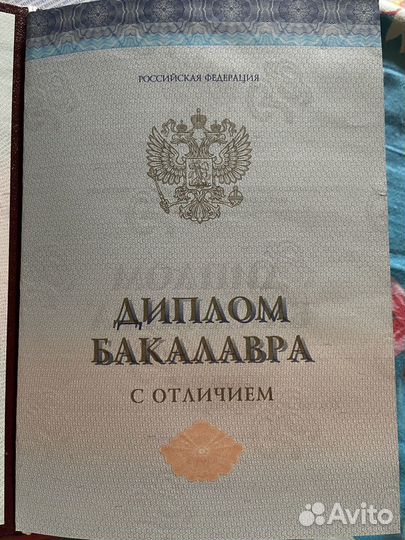 РОССИЙСКАЯ ФЕДЕРАЦИЯ
ДИПЛОМ
БАКАЛАВРА
С ОТЛИЧИЕМ
Avito